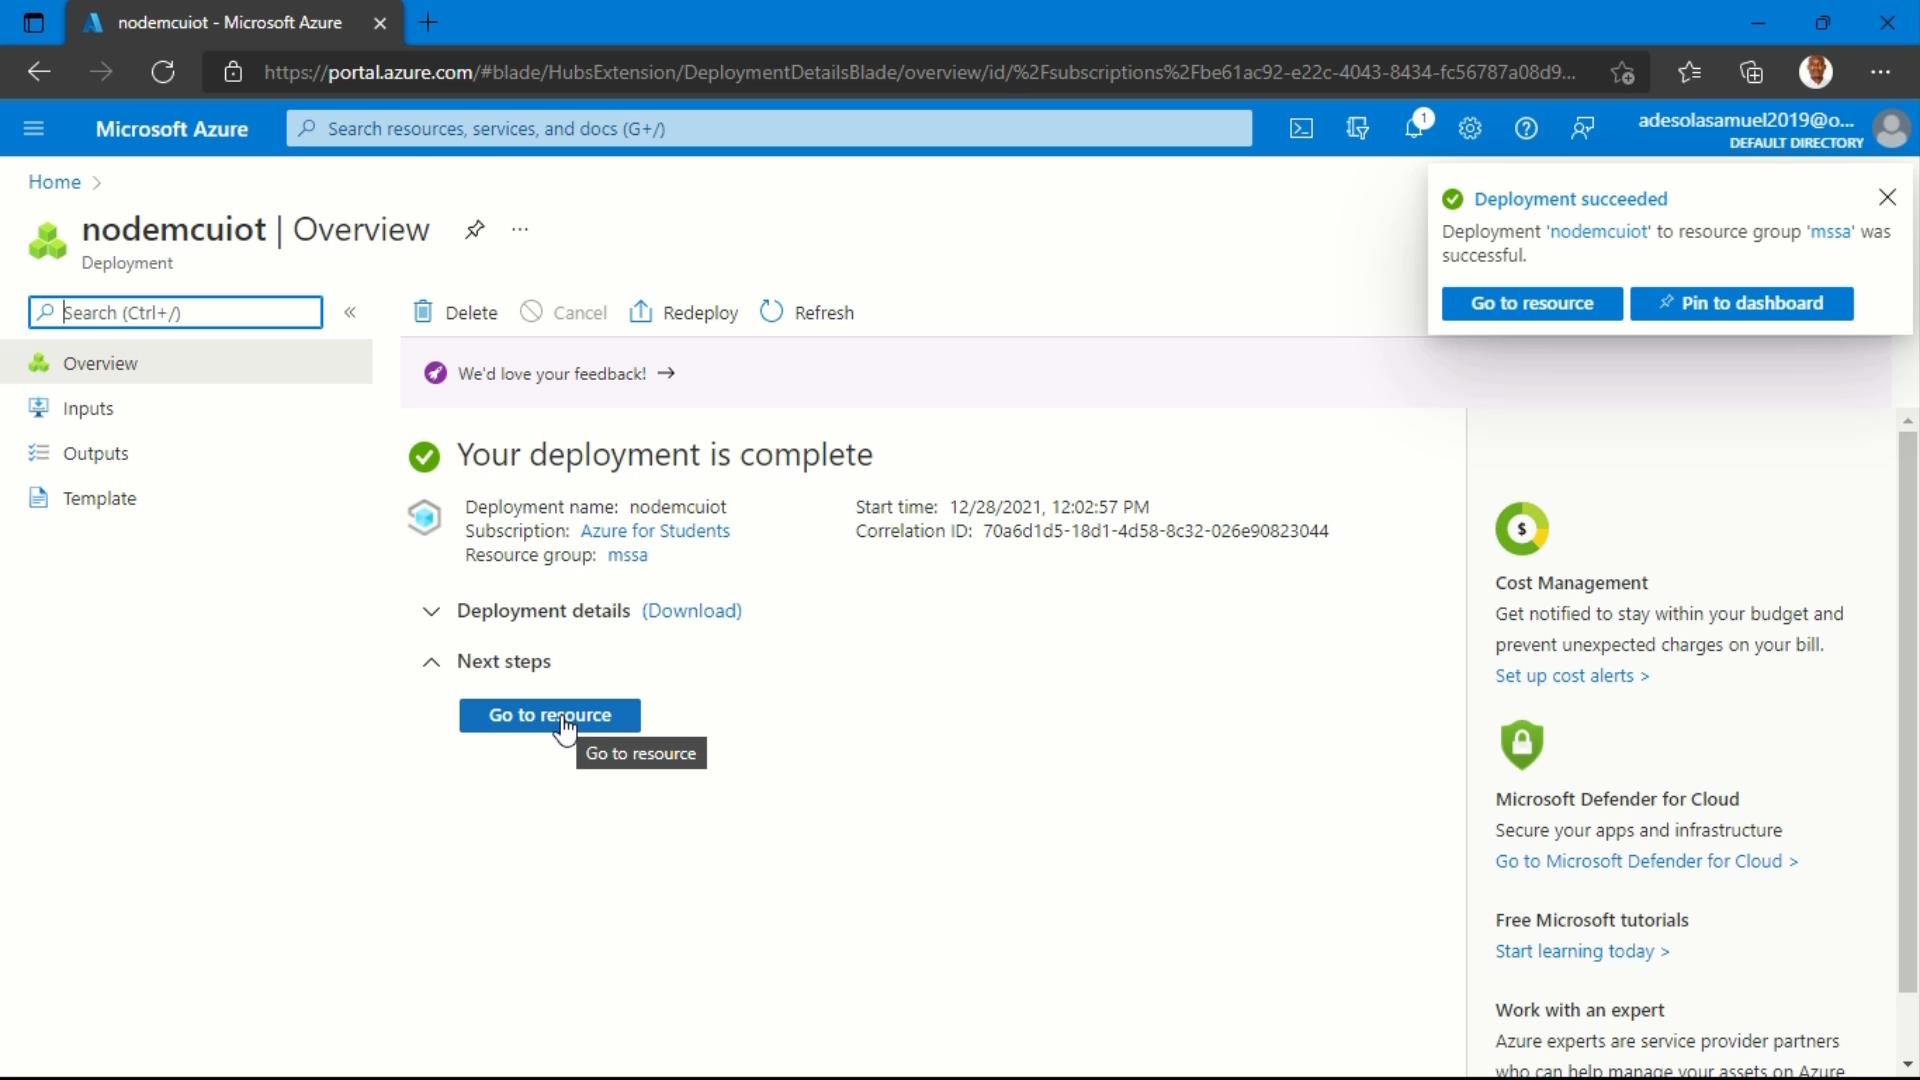 nodemcuiot - Microsoft Azure
https://portal.azure.com/#blade/HubsExtension/DeploymentDetailsBlade/overview/id/%2Fsubscriptions%2Fbe61ac92-e22c-4043-8434-fc56787a08d9...
Microsoft Azure
Search resources, services, and docs (G+/)
1
adesolasamuel2019@o...
DEFAULT DIRECTORY
Home
nodemcuiot | Overview
...
Deployment
Deployment succeeded
Deployment 'nodemcuiot' to resource group 'mssa' was
successful.
Go to resource
Pin to dashboard
Search (Ctrl+/)
«
Delete
Cancel
Redeploy
Refresh
Overview
Inputs
Outputs
Template
We'd love your feedback! →
Your deployment is complete
Deployment name: nodemcuiot
Subscription: Azure for Students
Resource group: mssa
Start time: 12/28/2021, 12:02:57 PM
Correlation ID: 70a6d1d5-18d1-4d58-8c32-026e90823044
Deployment details (Download)
Next steps
Go to resource
Go to resource
$
Cost Management
Get notified to stay within your budget and
prevent unexpected charges on your bill.
Set up cost alerts >
Microsoft Defender for Cloud
Secure your apps and infrastructure
Go to Microsoft Defender for Cloud >
Free Microsoft tutorials
Start learning today >
Work with an expert
Azure experts are service provider partners
who can help manage your assets on Azure